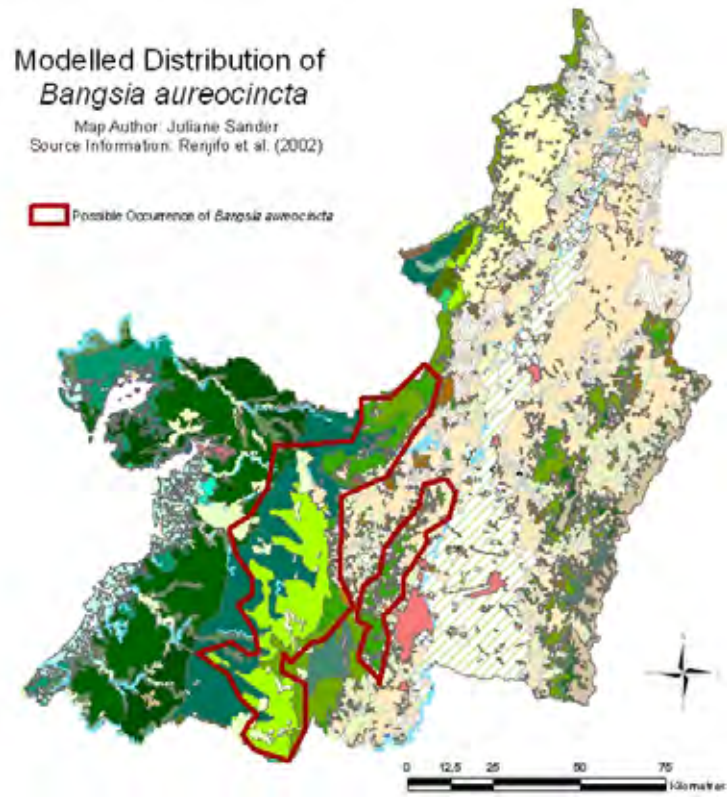 Modelled Distribution of
Bangsia aureocincta
Map Author: Juliane Sander
Source Information: Renjifo et al. (2002)
Possible Occurrence of Bangsia aureocincta
0 12,5 25 50 75
Kilometres